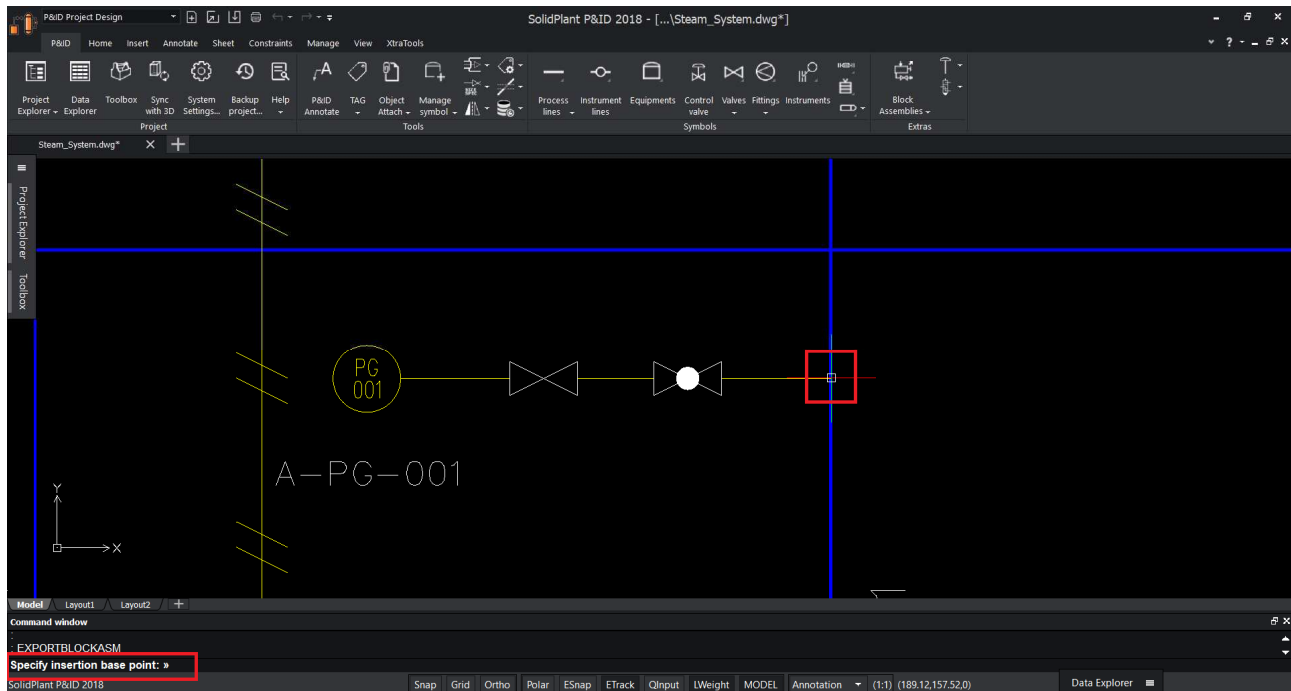 P&ID Project Design
SolidPlant P&ID 2018 - [...\Steam_System.dwg*]
P&ID Home Insert Annotate Sheet Constraints Manage View XtraTools
Project Explorer
Data Explorer
Toolbox
Sync with 3D
System Settings...
Backup project...
Help
P&ID Annotate
TAG
Object Attach
Manage symbol
Process lines
Instrument lines
Equipments
Control valve
Valves
Fittings
Instruments
Block Assemblies
Project Tools Symbols Extras
Steam_System.dwg*
Project Explorer
Toolbox
PG
001
A-PG-001
Y
X
Model Layout1 Layout2
Command window
:
: EXPORTBLOCKASM
Specify insertion base point: »
SolidPlant P&ID 2018
Snap Grid Ortho Polar ESnap ETrack QInput LWeight MODEL Annotation (1:1) (189.12,157.52,0) Data Explorer